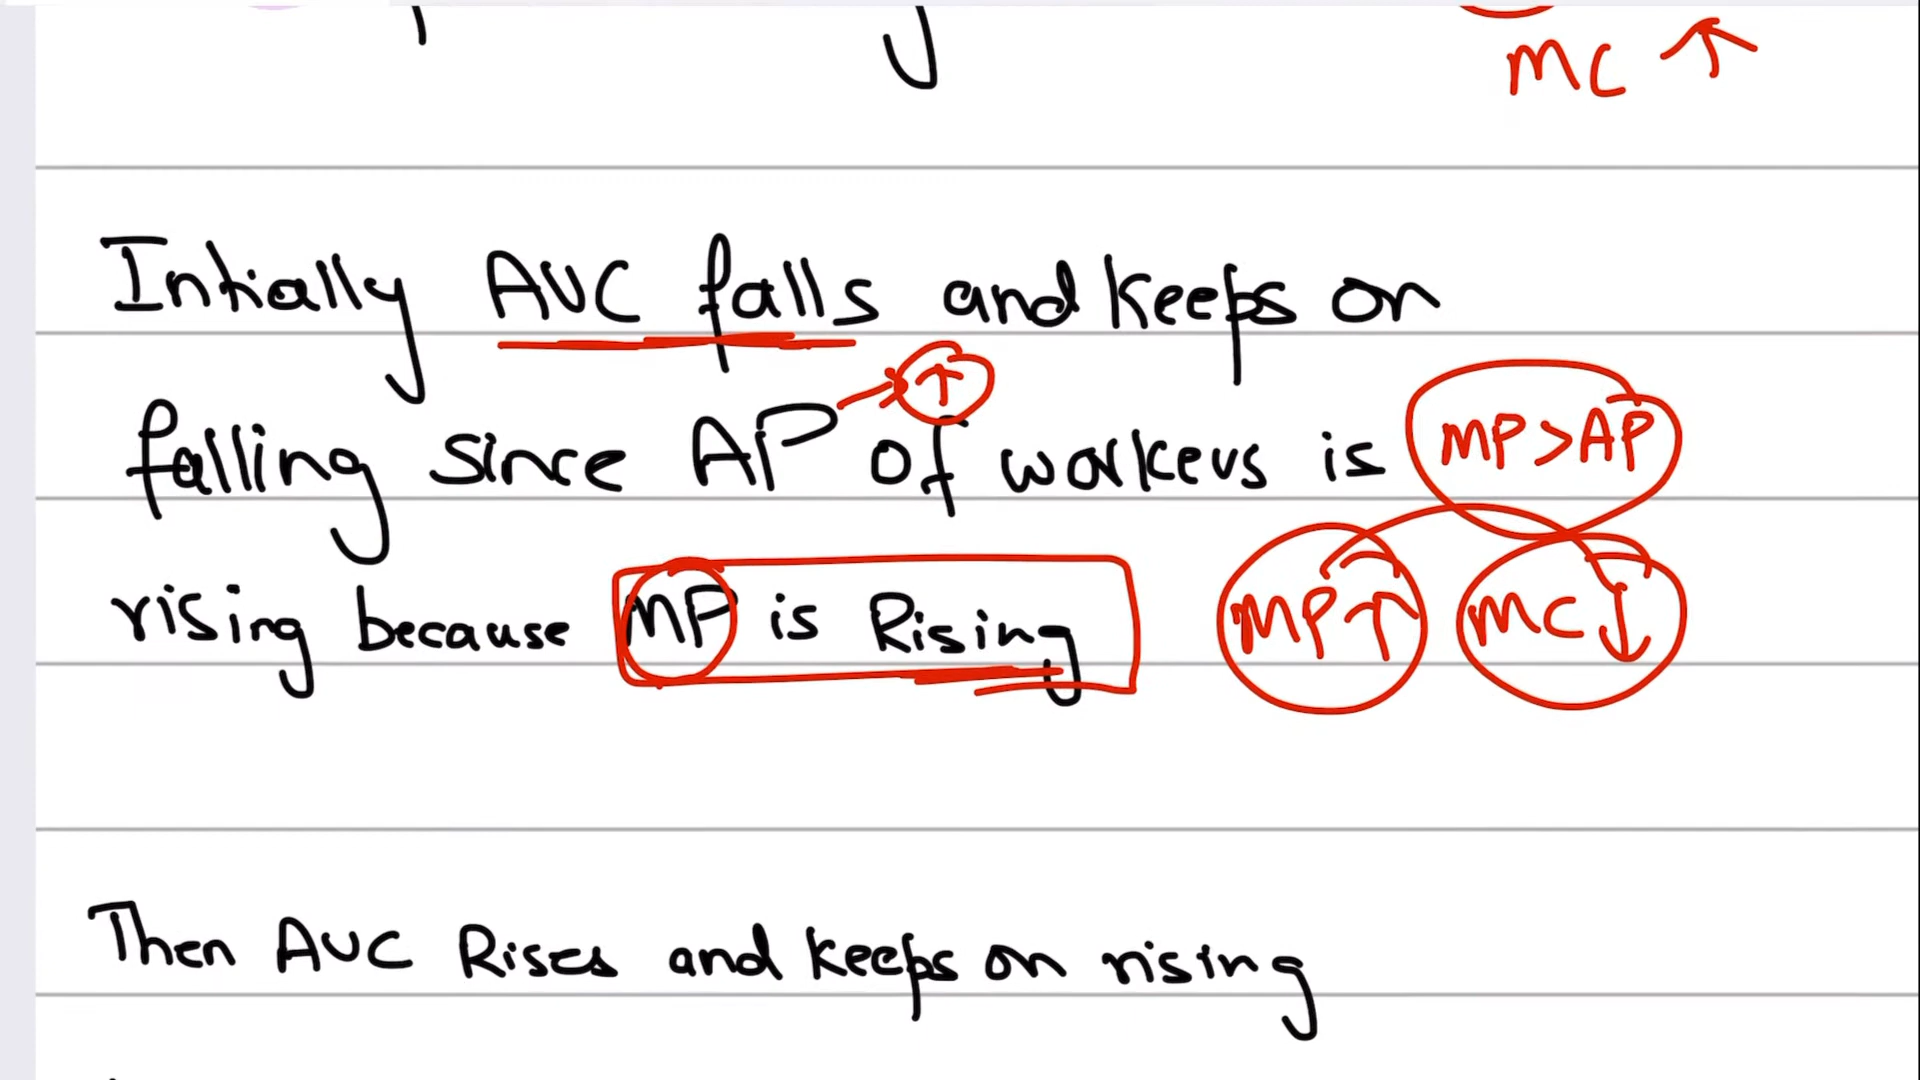 MC ↑
Intially AVC falls and keeps on
↑
falling since AP of workers is MP>AP
rising because MP is Rising MP↑ MC↓
Then AVC Rises and keeps on rising